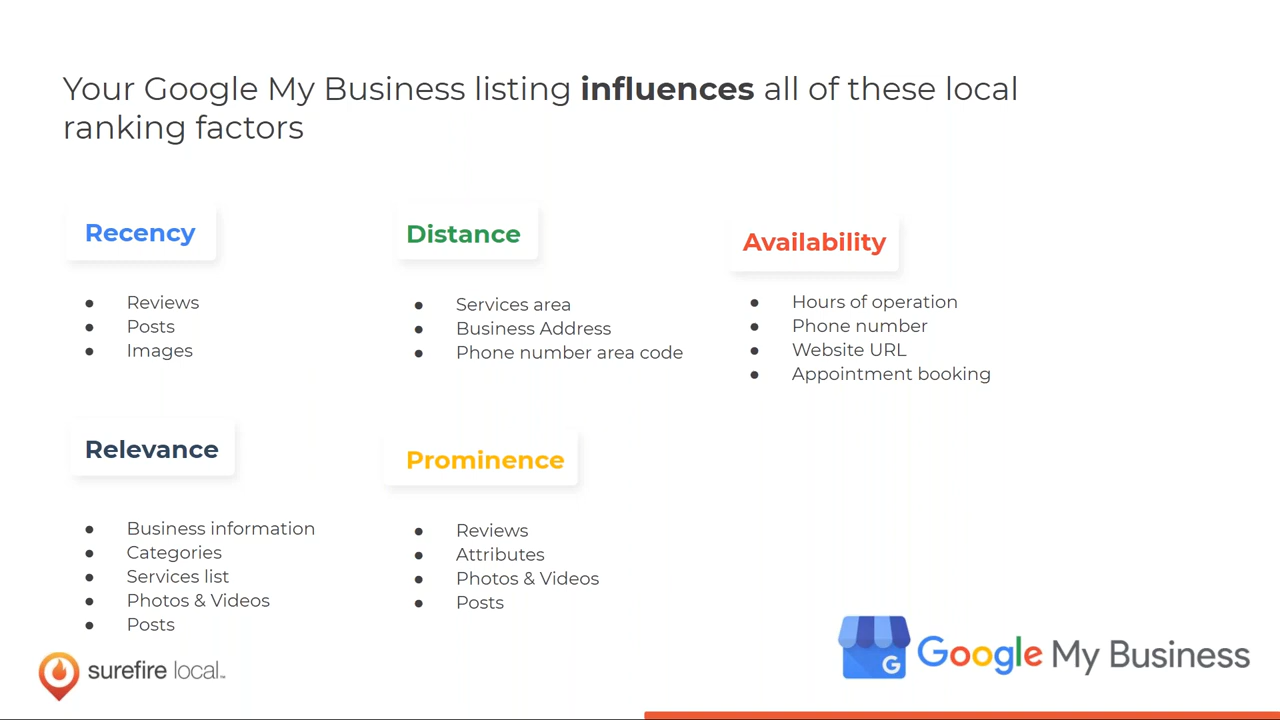 Your Google My Business listing influences all of these local
ranking factors
Recency
● Reviews
● Posts
● Images
Distance
● Services area
● Business Address
● Phone number area code
Availability
● Hours of operation
● Phone number
● Website URL
● Appointment booking
Relevance
● Business information
● Categories
● Services list
● Photos & Videos
● Posts
Prominence
● Reviews
● Attributes
● Photos & Videos
● Posts
surefire local™
G
Google My Business